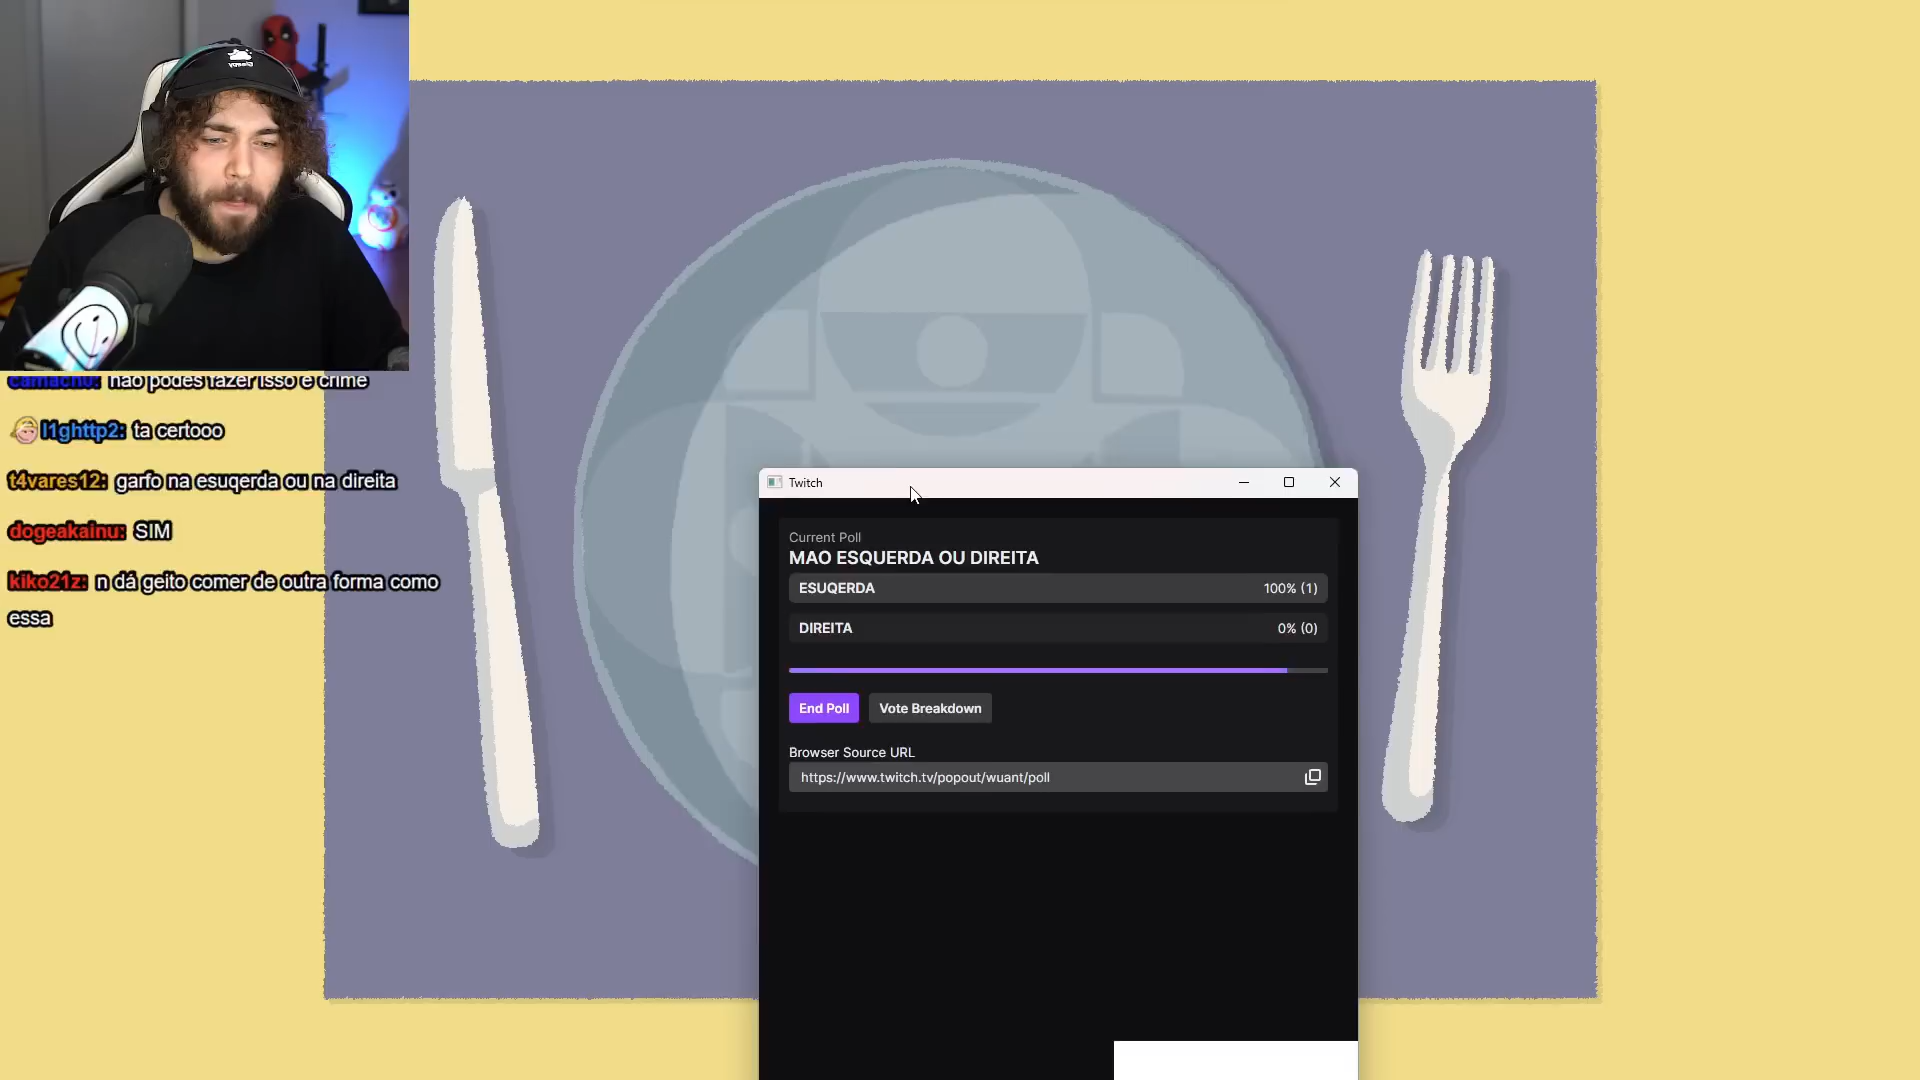 camacho: nao podes fazer isso é crime
l1ghttp2: ta certooo
t4vares12: garfo na esuqerda ou na direita
dogeakainu: SIM
kiko21z: n dá geito comer de outra forma como
essa
Twitch
Current Poll
MAO ESQUERDA OU DIREITA
ESUQERDA 100% (1)
DIREITA 0% (0)
End Poll Vote Breakdown
Browser Source URL
https://www.twitch.tv/popout/wuant/poll